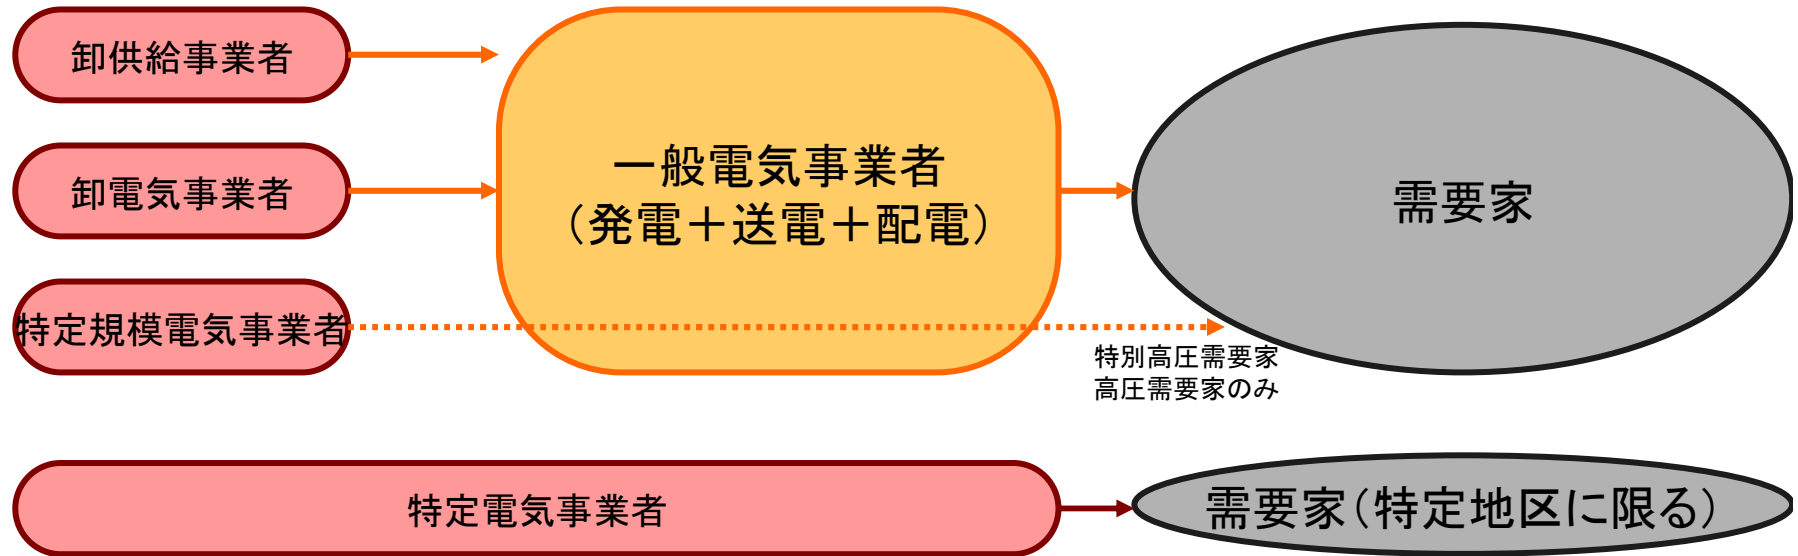 卸供給事業者
卸電気事業者
特定規模電気事業者
一般電気事業者
（発電＋送電＋配電）
需要家
特別高圧需要家
高圧需要家のみ
特定電気事業者
需要家（特定地区に限る）